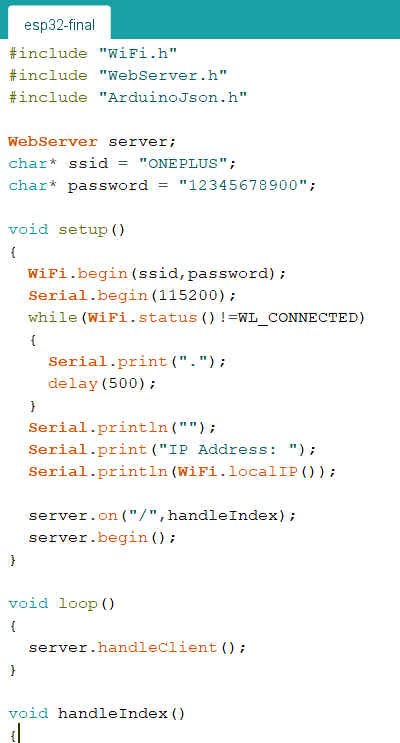 esp32-final
#include "WiFi.h"
#include "WebServer.h"
#include "ArduinoJson.h"
WebServer server;
char* ssid = "ONEPLUS";
char* password = "12345678900";
void setup()
{
  WiFi.begin(ssid,password);
  Serial.begin(115200);
  while(WiFi.status()!=WL_CONNECTED)
  {
    Serial.print(".");
    delay(500);
  }
  Serial.println("");
  Serial.print("IP Address: ");
  Serial.println(WiFi.localIP());
  server.on("/",handleIndex);
  server.begin();
}
void loop()
{
  server.handleClient();
}
void handleIndex()
{